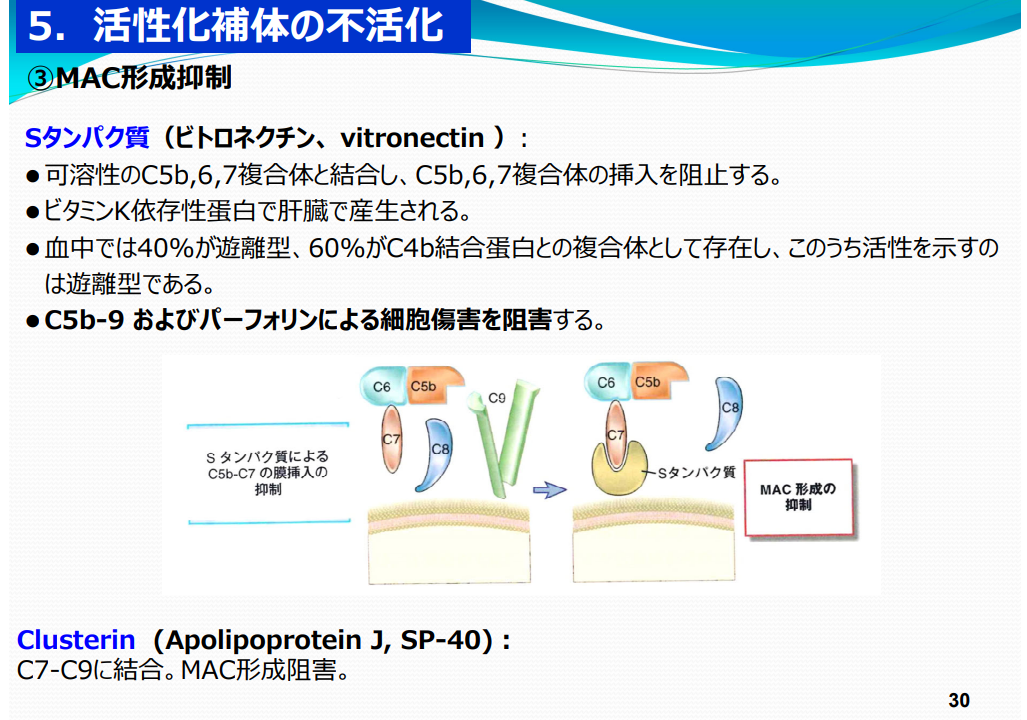 5. 活性化補体の不活化
③MAC形成抑制
Sタンパク質（ビトロネクチン、vitronectin ）:
●可溶性のC5b,6,7複合体と結合し、C5b,6,7複合体の挿入を阻止する。
●ビタミンK依存性蛋白で肝臓で産生される。
●血中では40%が遊離型、60%がC4b結合蛋白との複合体として存在し、このうち活性を示すの
は遊離型である。
●C5b-9 およびパーフォリンによる細胞傷害を阻害する。
C6 C5b
C7
C8
C9
S タンパク質による
C5b-C7 の膜挿入の
抑制
C6 C5b
C7
C8
Sタンパク質
MAC 形成の
抑制
Clusterin (Apolipoprotein J, SP-40) :
C7-C9に結合。MAC形成阻害。
30